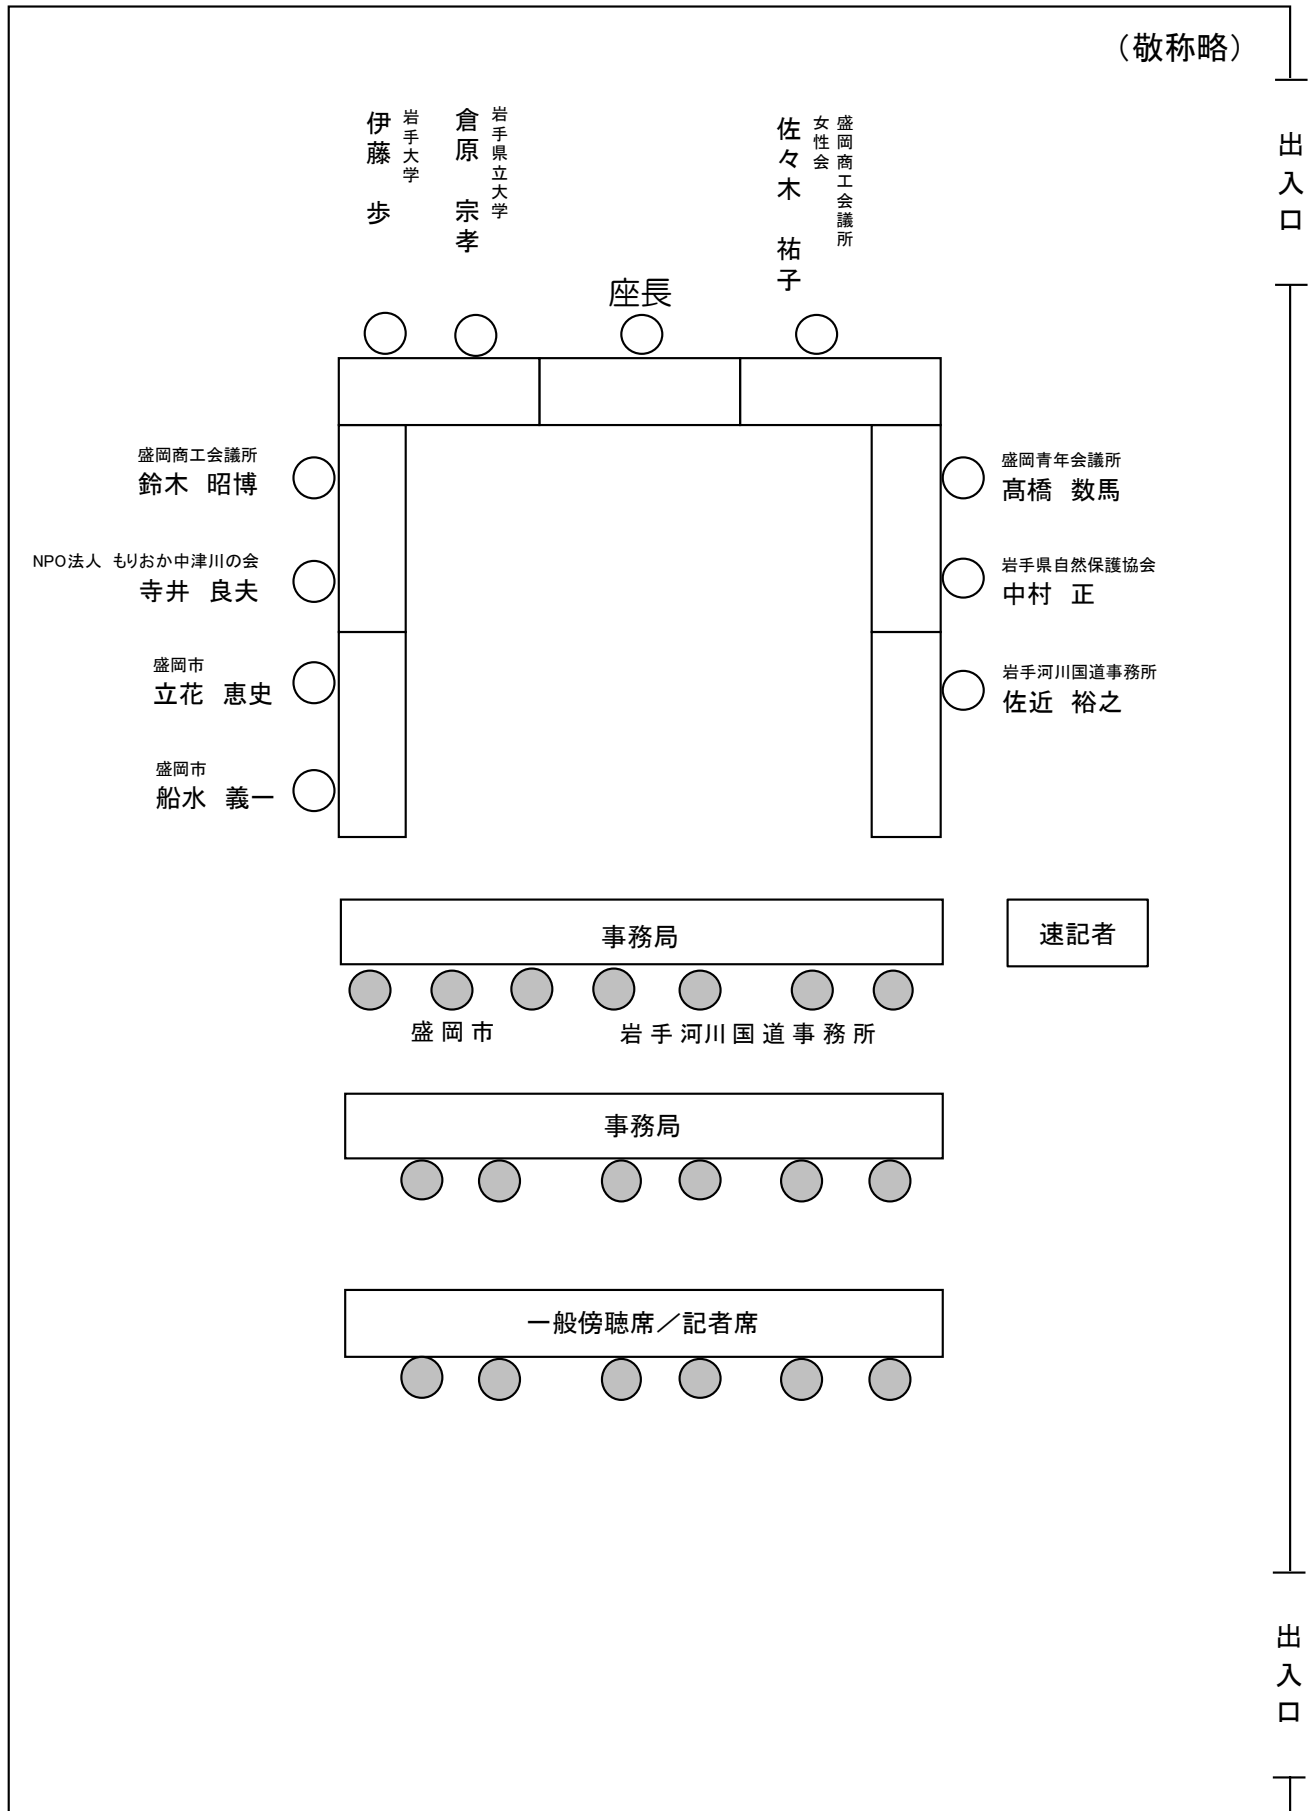 （敬称略）
出入口
岩手大学
伊藤　歩
岩手県立大学
倉原　宗孝
盛岡商工会議所
女性会
佐々木　祐子
座長
盛岡商工会議所
鈴木　昭博
NPO法人　もりおか中津川の会
寺井　良夫
盛岡市
立花　恵史
盛岡市
船水　義一
盛岡青年会議所
髙橋　数馬
岩手県自然保護協会
中村　正
岩手河川国道事務所
佐近　裕之
事務局
速記者
盛岡市
岩手河川国道事務所
事務局
一般傍聴席／記者席
出入口